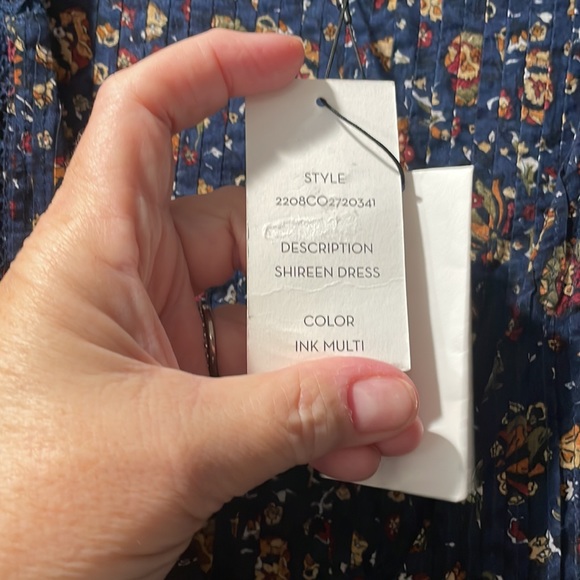 STYLE
2208CO2720341
DESCRIPTION
SHIREEN DRESS
COLOR
INK MULTI